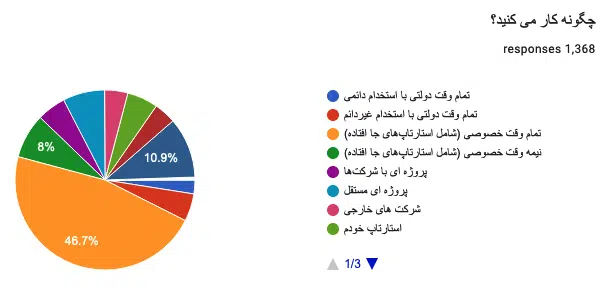 چگونه کار می کنید؟
1,368 responses
تمام وقت دولتی با استخدام دائمی
تمام وقت دولتی با استخدام غیردائم
تمام وقت خصوصی (شامل استارتاپ‌های جا افتاده)
نیمه وقت خصوصی (شامل استارتاپ‌های جا افتاده)
پروژه ای با شرکت‌ها
پروژه ای مستقل
شرکت های خارجی
استارتاپ خودم
1/3
10.9%
8%
46.7%